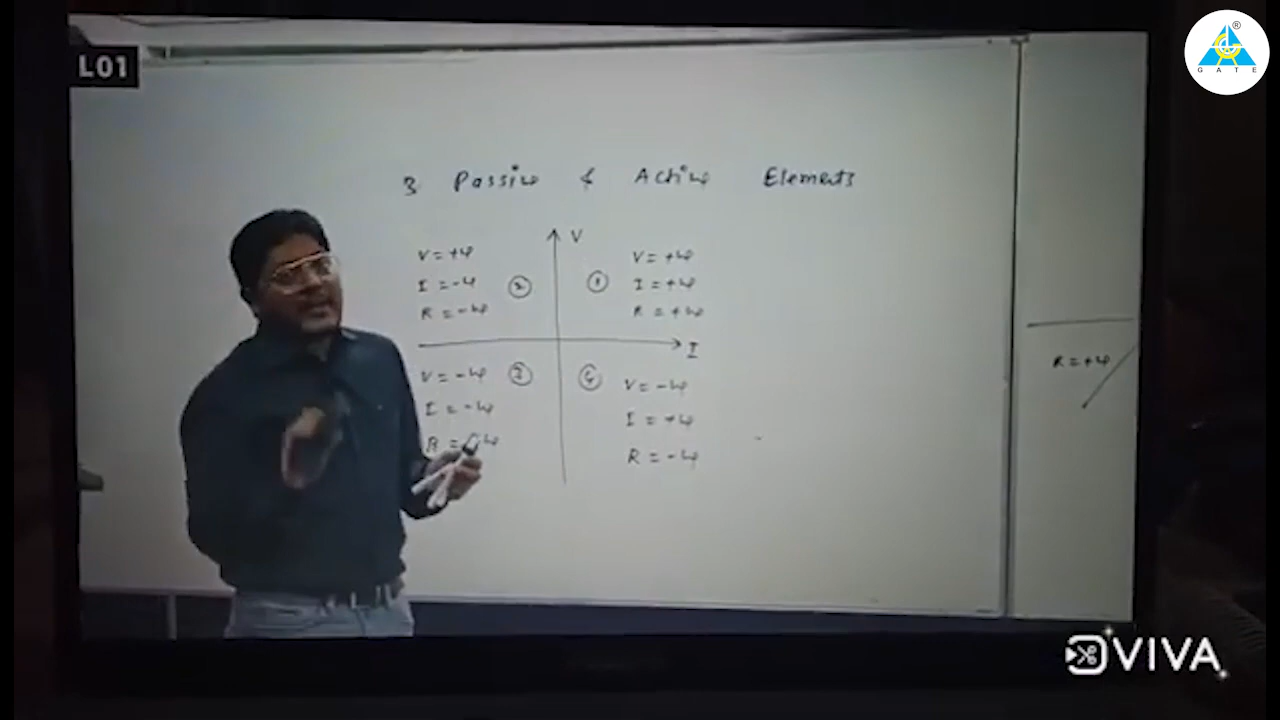 L01
® GATE
3 Passive & Active Elements
V
V = +ve
I = -ve
R = -ve
2
1
V = +ve
I = +ve
R = +ve
I
V = -ve
I = -ve
3
4
V = -ve
I = +ve
R = -ve
R = +ve
VIVA